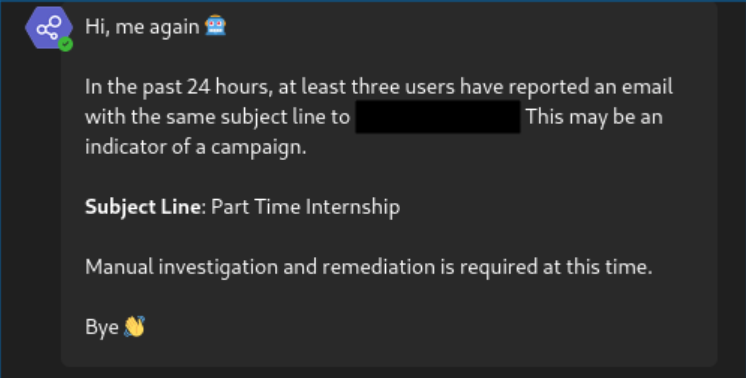 Hi, me again 🤖
In the past 24 hours, at least three users have reported an email
with the same subject line to This may be an
indicator of a campaign.
Subject Line: Part Time Internship
Manual investigation and remediation is required at this time.
Bye 👋